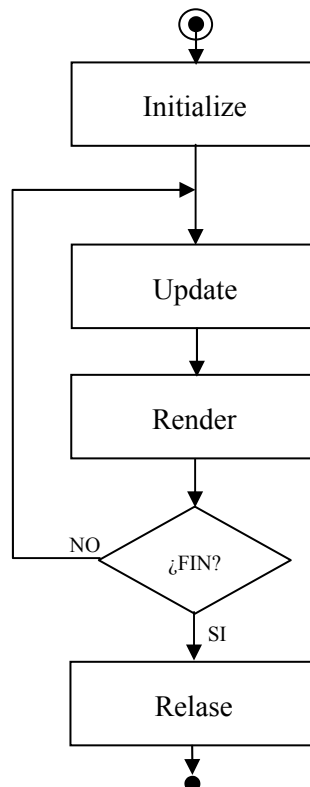 Initialize
Update
Render
NO
¿FIN?
SI
Relase